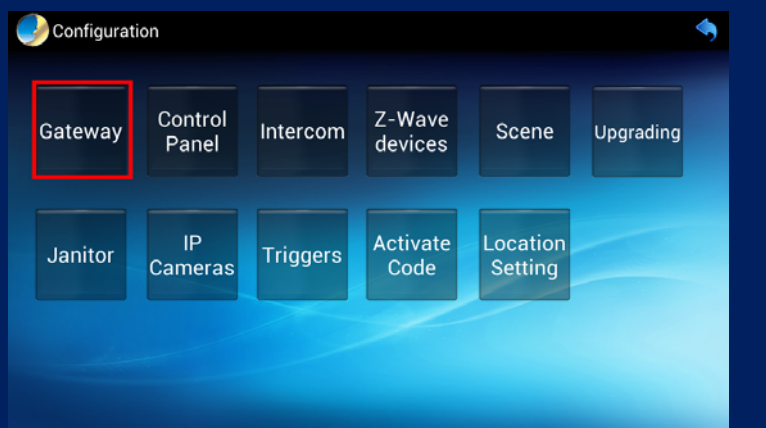 Configuration
Gateway
Control
Panel
Intercom
Z-Wave
devices
Scene
Upgrading
Janitor
IP
Cameras
Triggers
Activate
Code
Location
Setting